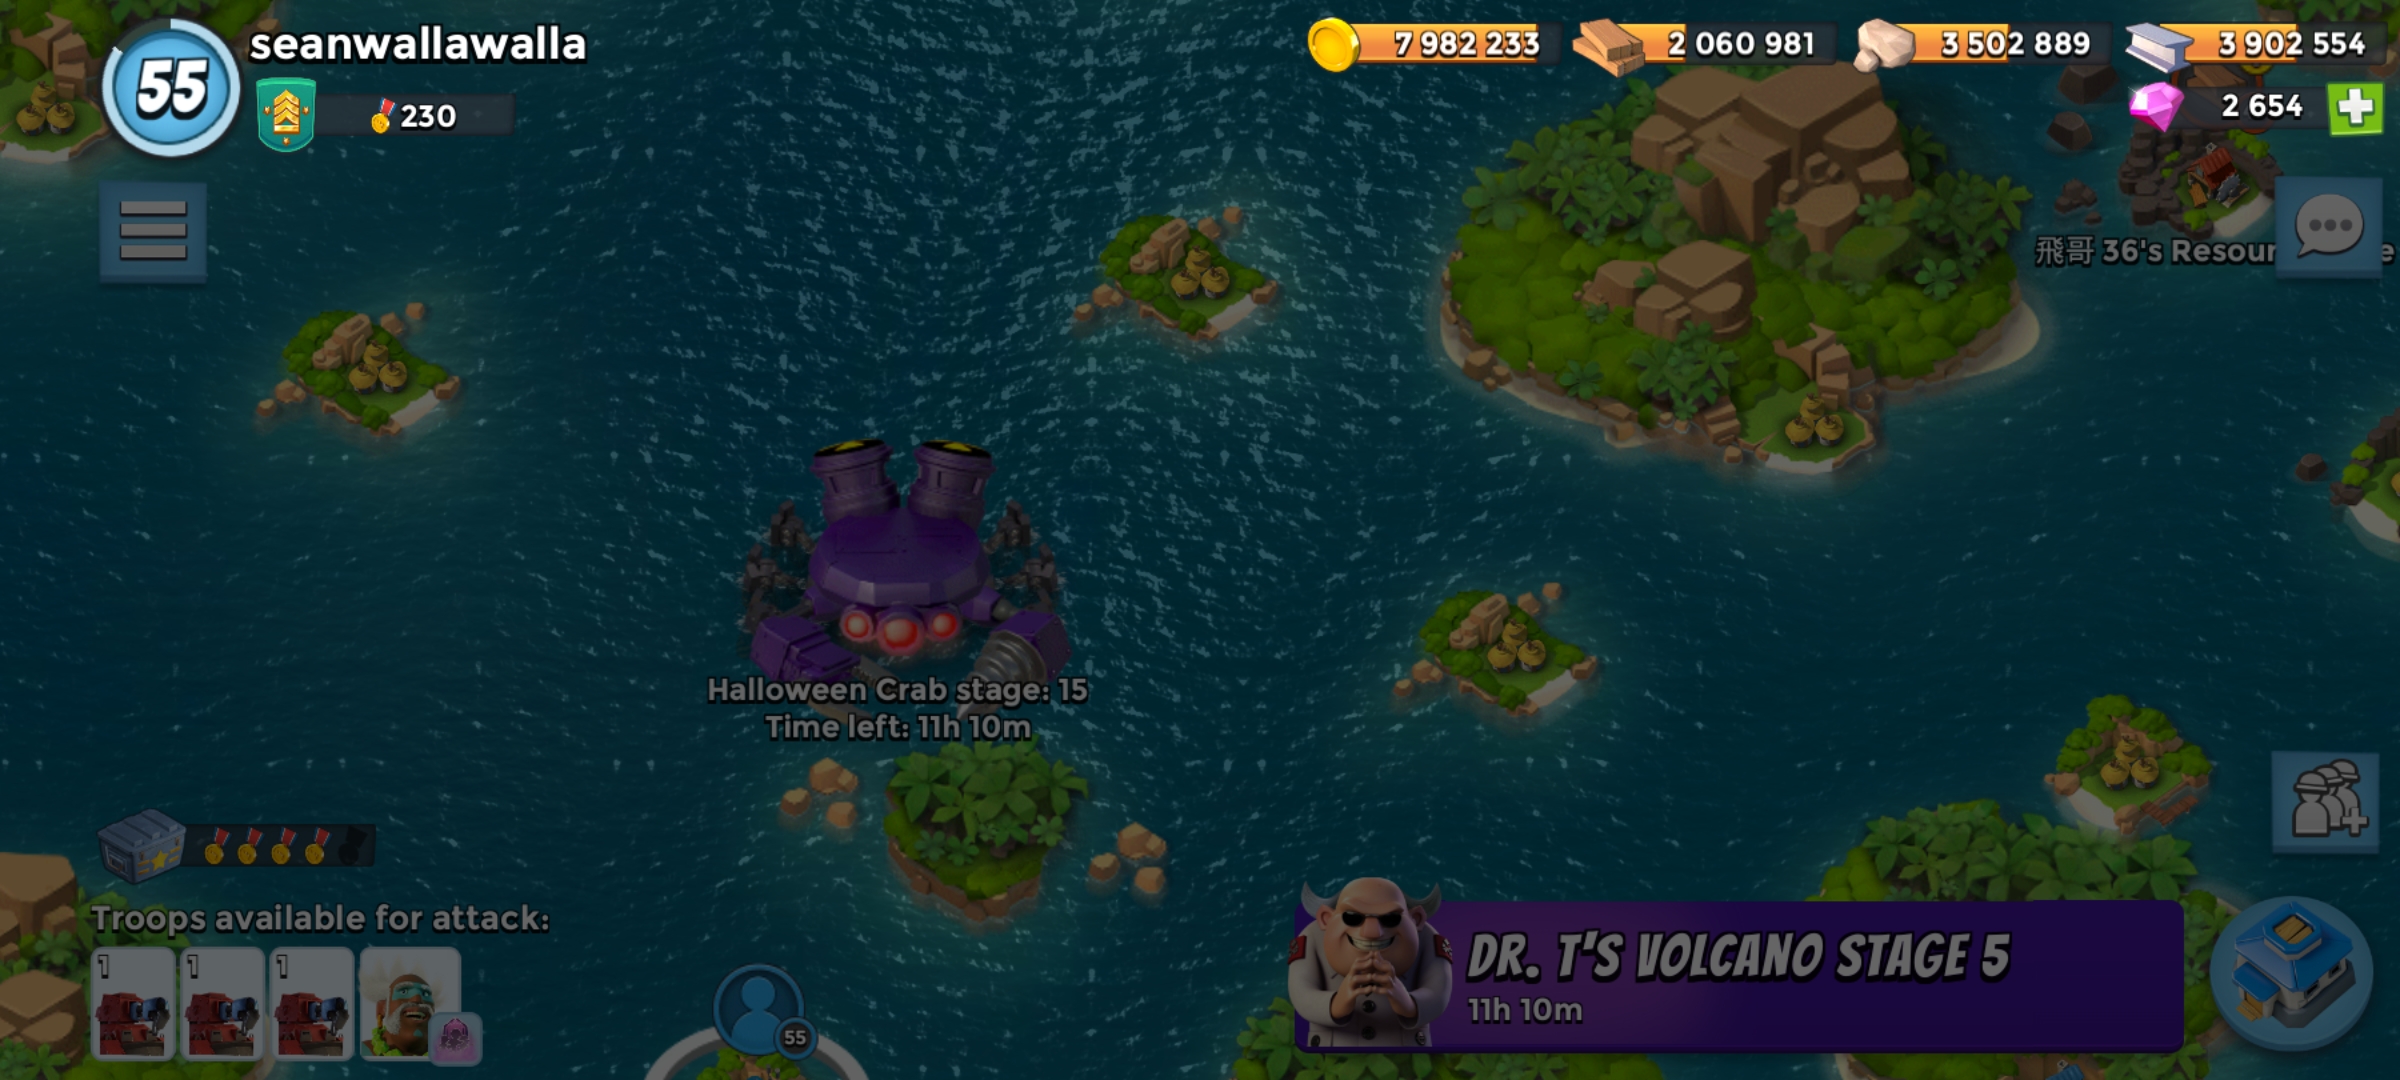 55
seanwallawalla
230
7 982 233
2 060 981
3 502 889
3 902 554
2 654
飛哥 36's Resour
e
Halloween Crab stage: 15
Time left: 11h 10m
Troops available for attack:
1
1
1
55
DR. T'S VOLCANO STAGE 5
11h 10m